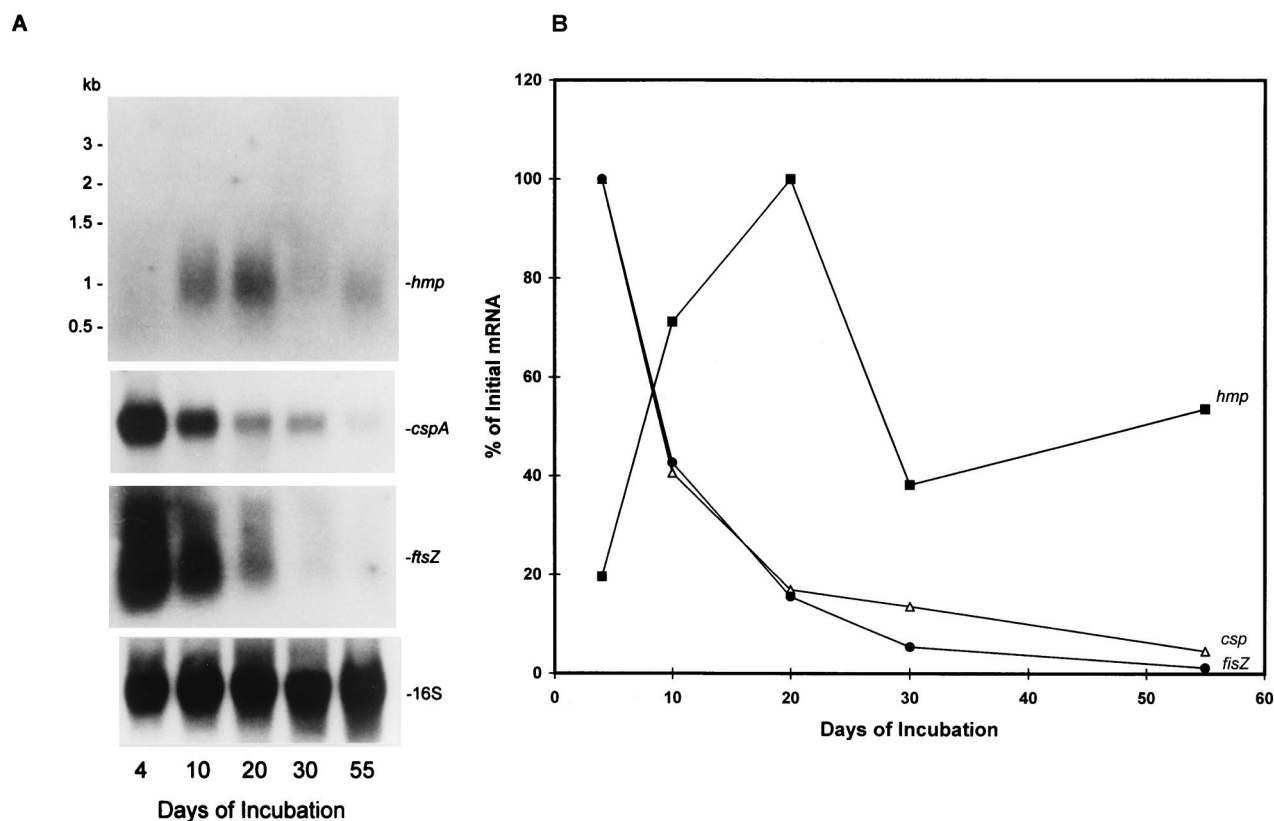 A
kb
3 -
2 -
1.5 -
1 -
0.5 -
-hmp
-cspA
-ftsZ
-16S
4 10 20 30 55
Days of Incubation
B
120
100
80
60
40
20
0
% of Initial mRNA
hmp
csp
fisZ
0 10 20 30 40 50 60
Days of Incubation